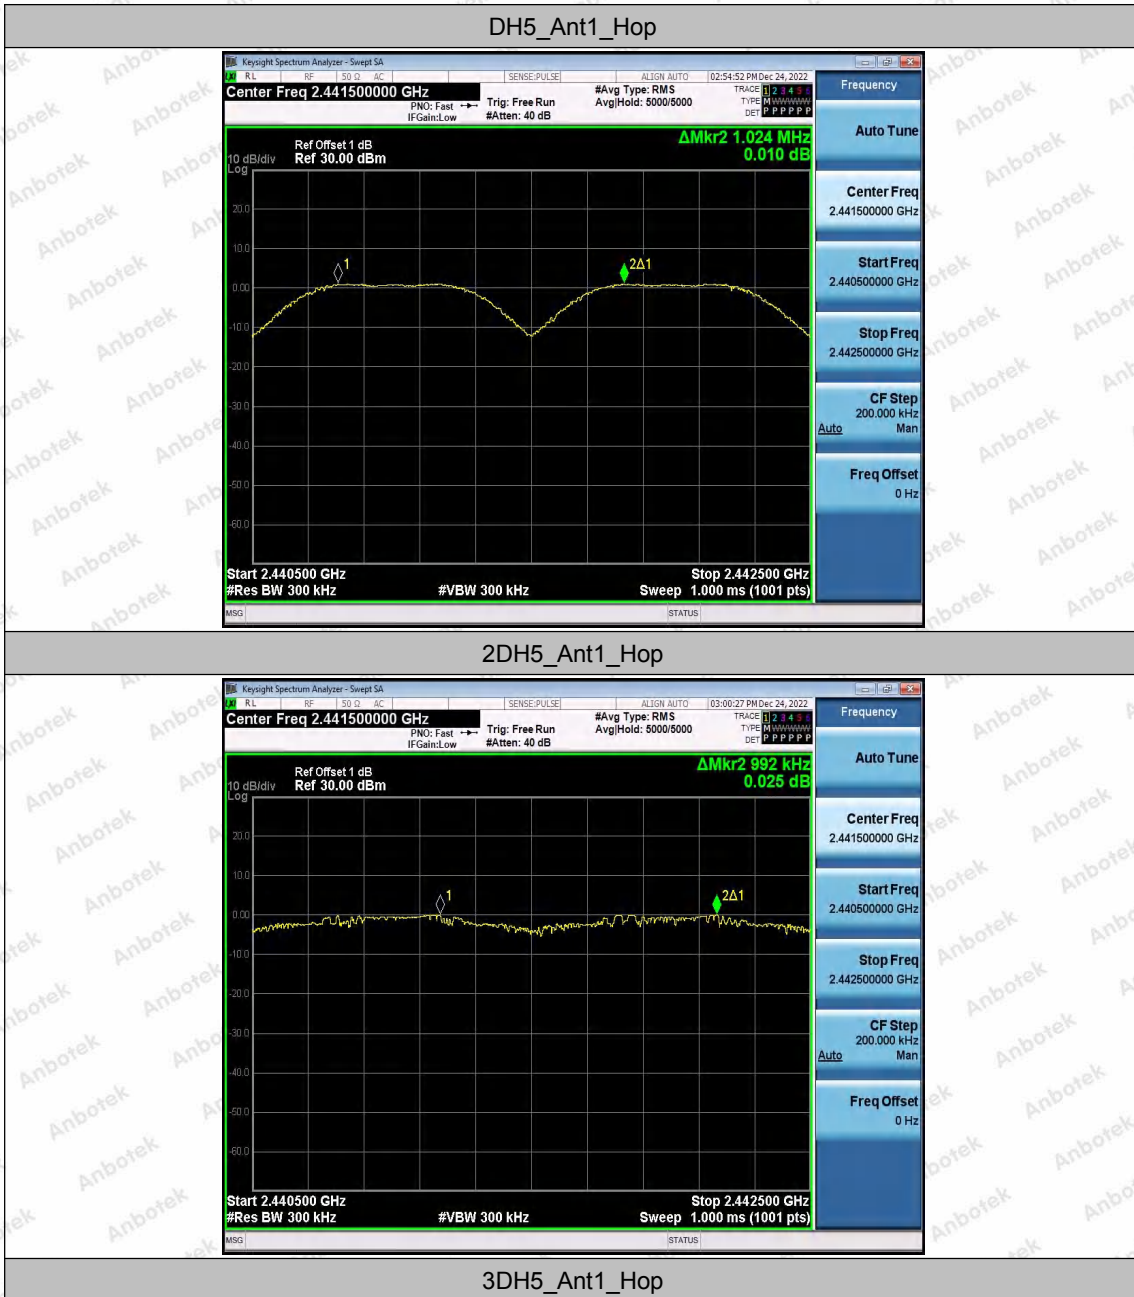 DH5_Ant1_Hop
Keysight Spectrum Analyzer - Swept SA
LXI RL RF 50 Ω AC SENSE:PULSE ALIGN AUTO 02:54:52 PM Dec 24, 2022
Center Freq 2.441500000 GHz
PNO: Fast
IFGain:Low
Trig: Free Run
#Atten: 40 dB
#Avg Type: RMS
Avg|Hold: 5000/5000
TRACE 1 2 3 4 5 6
TYPE M W W W W W
DET P P P P P P
ΔMkr2 1.024 MHz
0.010 dB
Ref Offset 1 dB
10 dB/div Ref 30.00 dBm
Log
20.0
10.0
1
2Δ1
0.00
-10.0
-20.0
-30.0
-40.0
-50.0
-60.0
Start 2.440500 GHz Stop 2.442500 GHz
#Res BW 300 kHz #VBW 300 kHz Sweep 1.000 ms (1001 pts)
MSG STATUS
Frequency
Auto Tune
Center Freq
2.441500000 GHz
Start Freq
2.440500000 GHz
Stop Freq
2.442500000 GHz
CF Step
200.000 kHz
Auto Man
Freq Offset
0 Hz
2DH5_Ant1_Hop
Keysight Spectrum Analyzer - Swept SA
LXI RL RF 50 Ω AC SENSE:PULSE ALIGN AUTO 03:00:27 PM Dec 24, 2022
Center Freq 2.441500000 GHz
PNO: Fast
IFGain:Low
Trig: Free Run
#Atten: 40 dB
#Avg Type: RMS
Avg|Hold: 5000/5000
TRACE 1 2 3 4 5 6
TYPE M W W W W W
DET P P P P P P
ΔMkr2 992 kHz
0.025 dB
Ref Offset 1 dB
10 dB/div Ref 30.00 dBm
Log
20.0
10.0
1
2Δ1
0.00
-10.0
-20.0
-30.0
-40.0
-50.0
-60.0
Start 2.440500 GHz Stop 2.442500 GHz
#Res BW 300 kHz #VBW 300 kHz Sweep 1.000 ms (1001 pts)
MSG STATUS
Frequency
Auto Tune
Center Freq
2.441500000 GHz
Start Freq
2.440500000 GHz
Stop Freq
2.442500000 GHz
CF Step
200.000 kHz
Auto Man
Freq Offset
0 Hz
3DH5_Ant1_Hop
Anbotek